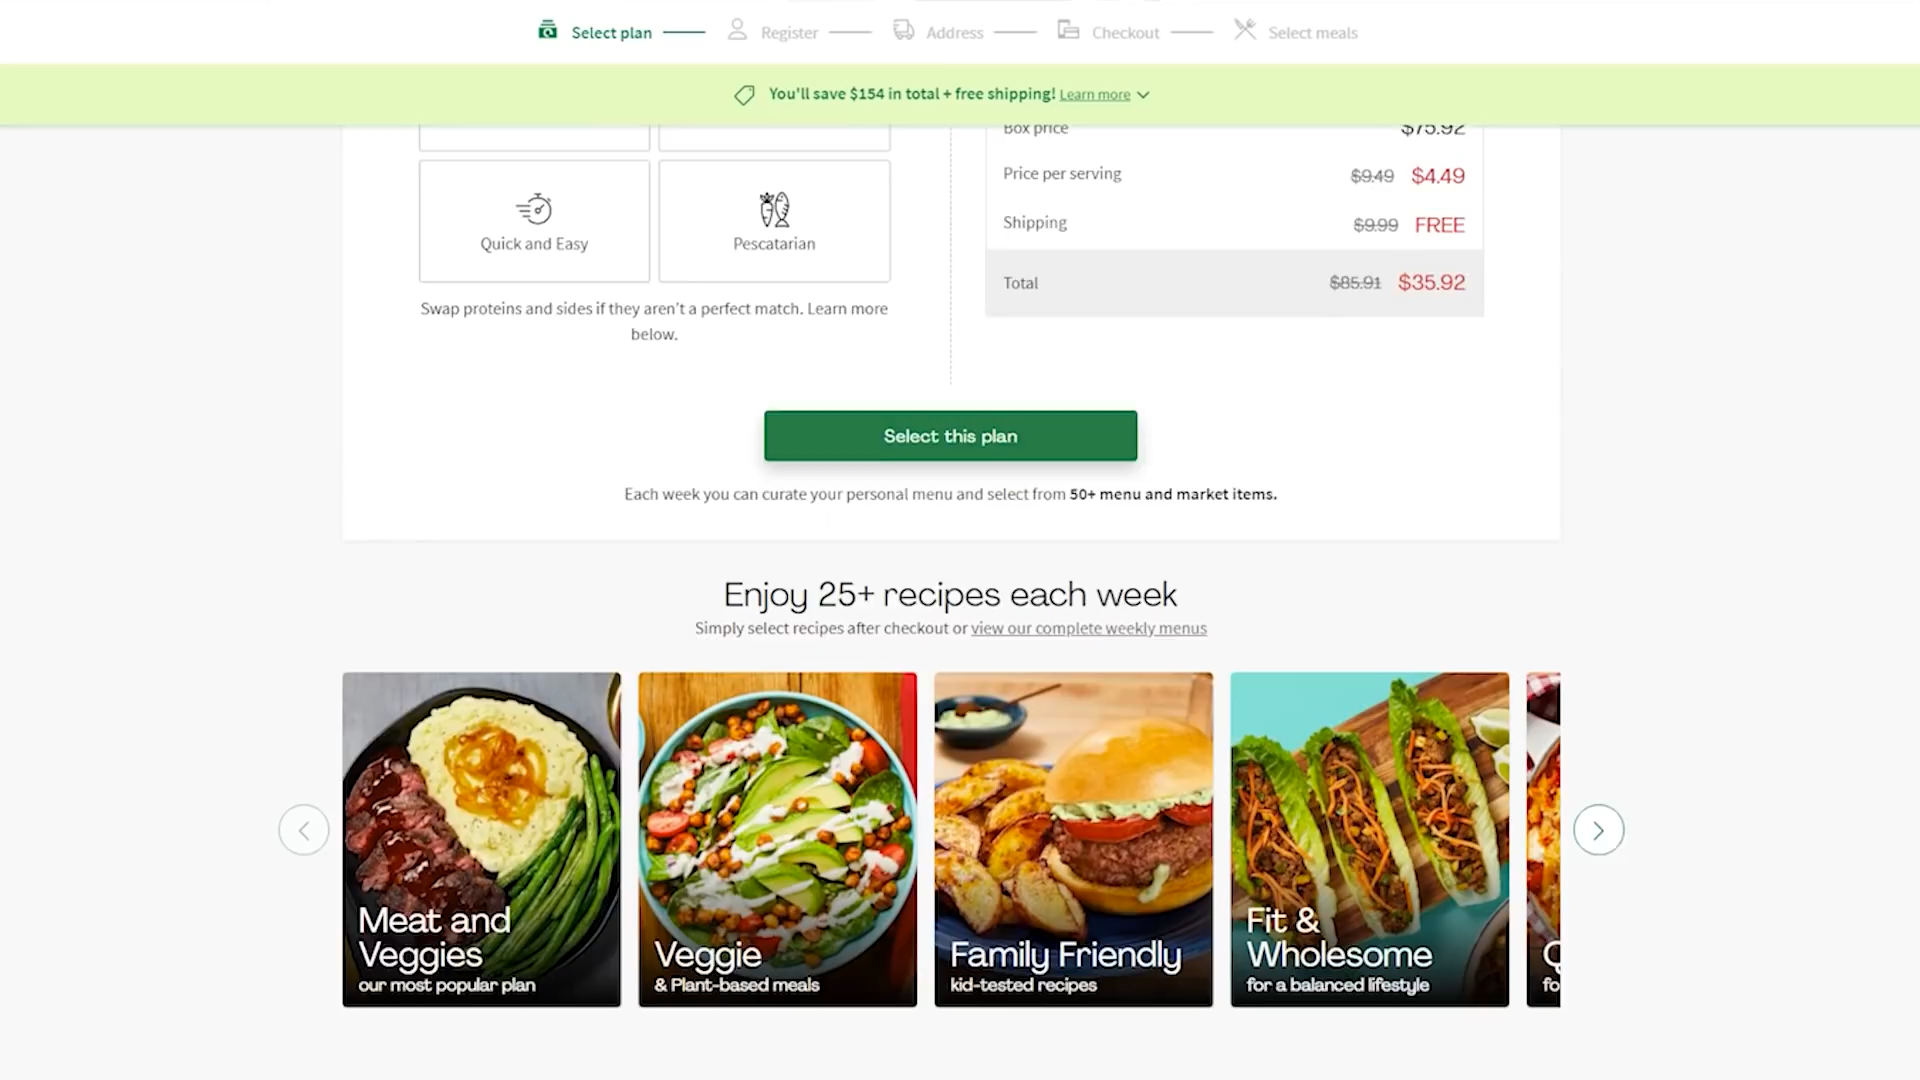 Select plan
Register
Address
Checkout
Select meals
You'll save $154 in total + free shipping! Learn more
Box price $75.92
Price per serving $9.49 $4.49
Shipping $9.99 FREE
Total $85.91 $35.92
Quick and Easy
Pescatarian
Swap proteins and sides if they aren't a perfect match. Learn more
below.
Select this plan
Each week you can curate your personal menu and select from 50+ menu and market items.
Enjoy 25+ recipes each week
Simply select recipes after checkout or view our complete weekly menus
Meat and
Veggies
our most popular plan
Veggie
& Plant-based meals
Family Friendly
kid-tested recipes
Fit &
Wholesome
for a balanced lifestyle